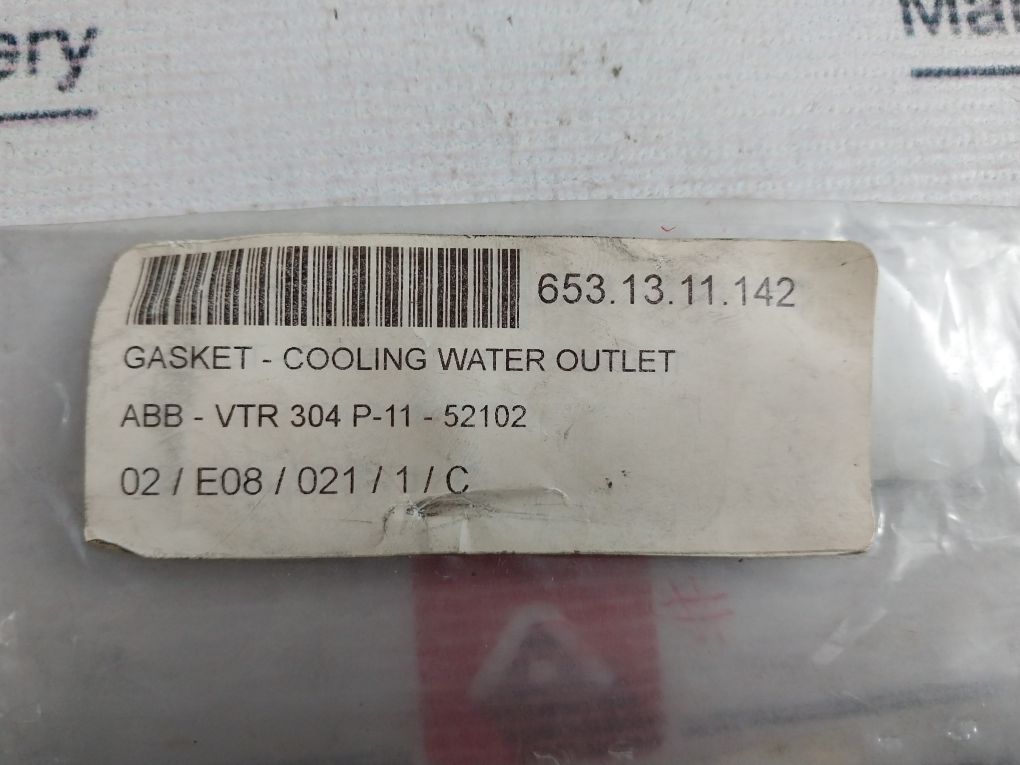 653.13.11.142
GASKET - COOLING WATER OUTLET
ABB - VTR 304 P-11 - 52102
02 / E08 / 021 / 1 / C